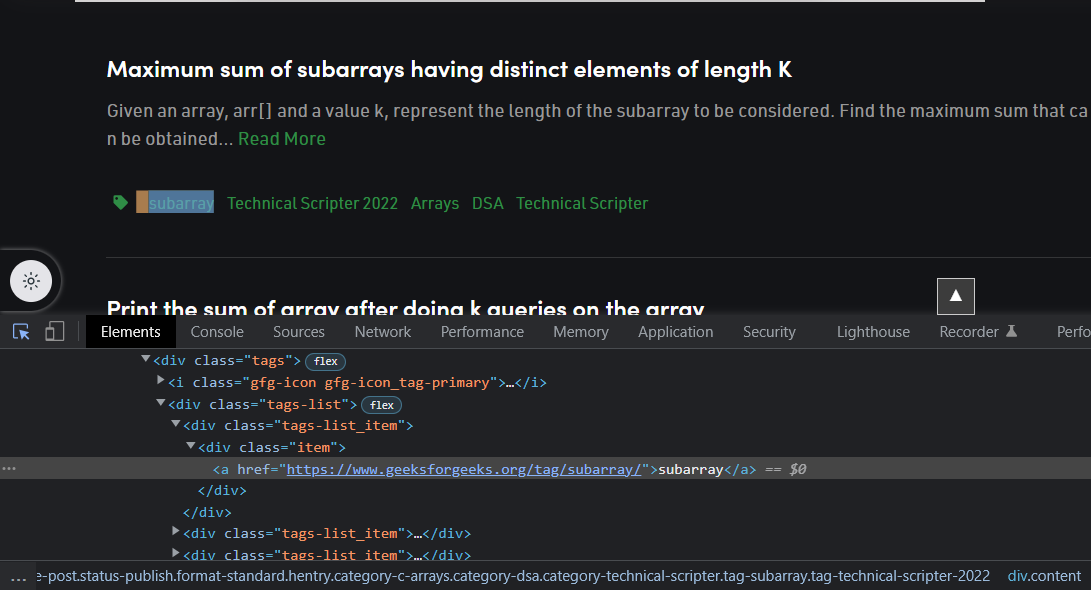 Maximum sum of subarrays having distinct elements of length K
Given an array, arr[] and a value k, represent the length of the subarray to be considered. Find the maximum sum that ca
n be obtained... Read More
subarray Technical Scripter 2022 Arrays DSA Technical Scripter
Print the sum of array after doing k queries on the array
▲
Elements Console Sources Network Performance Memory Application Security Lighthouse Recorder Perfo
<div class="tags"> flex
<i class="gfg-icon gfg-icon_tag-primary">…</i>
<div class="tags-list"> flex
<div class="tags-list_item">
<div class="item">
<a href="https://www.geeksforgeeks.org/tag/subarray/">subarray</a> == $0
</div>
</div>
<div class="tags-list_item">…</div>
<div class="tags-list_item">…</div>
… e-post.status-publish.format-standard.hentry.category-c-arrays.category-dsa.category-technical-scripter.tag-subarray.tag-technical-scripter-2022 div.content